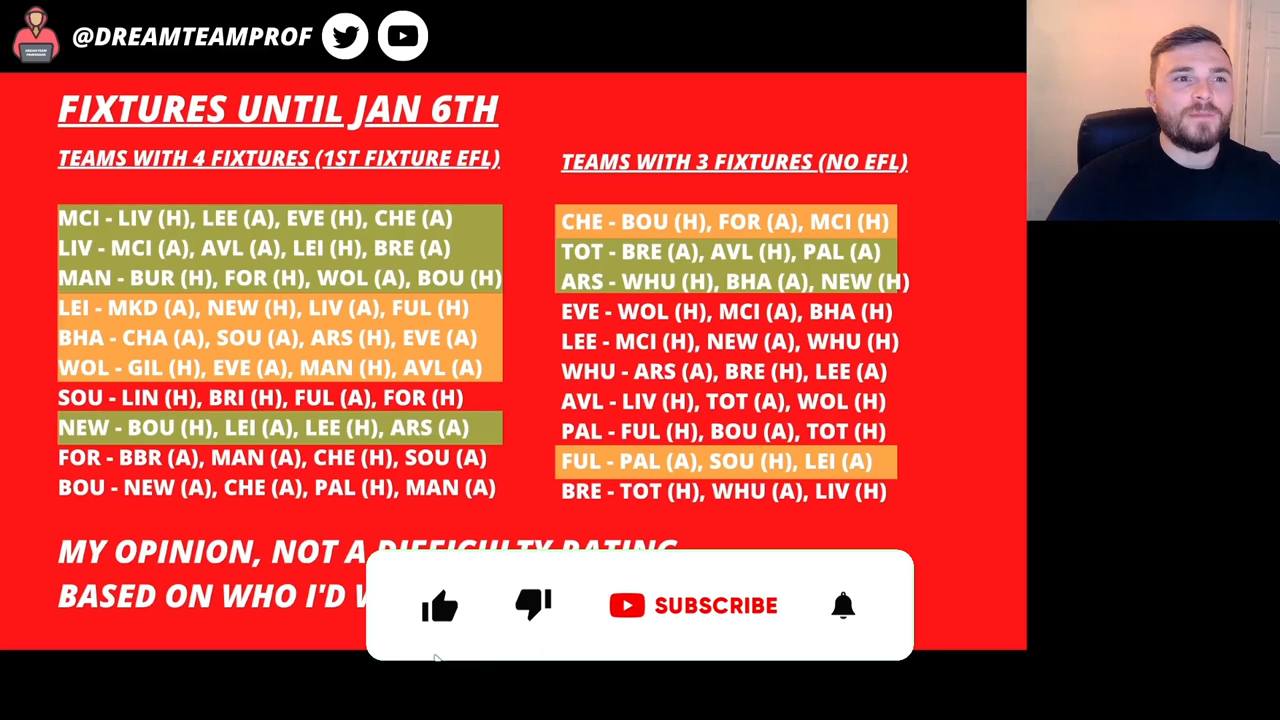 @DREAMTEAMPROF
FIXTURES UNTIL JAN 6TH
TEAMS WITH 4 FIXTURES (1ST FIXTURE EFL)
MCI - LIV (H), LEE (A), EVE (H), CHE (A)
LIV - MCI (A), AVL (A), LEI (H), BRE (A)
MAN - BUR (H), FOR (H), WOL (A), BOU (H)
LEI - MKD (A), NEW (H), LIV (A), FUL (H)
BHA - CHA (A), SOU (A), ARS (H), EVE (A)
WOL - GIL (H), EVE (A), MAN (H), AVL (A)
SOU - LIN (H), BRI (H), FUL (A), FOR (H)
NEW - BOU (H), LEI (A), LEE (H), ARS (A)
FOR - BBR (A), MAN (A), CHE (H), SOU (A)
BOU - NEW (A), CHE (A), PAL (H), MAN (A)
TEAMS WITH 3 FIXTURES (NO EFL)
CHE - BOU (H), FOR (A), MCI (H)
TOT - BRE (A), AVL (H), PAL (A)
ARS - WHU (H), BHA (A), NEW (H)
EVE - WOL (H), MCI (A), BHA (H)
LEE - MCI (H), NEW (A), WHU (H)
WHU - ARS (A), BRE (H), LEE (A)
AVL - LIV (H), TOT (A), WOL (H)
PAL - FUL (H), BOU (A), TOT (H)
FUL - PAL (A), SOU (H), LEI (A)
BRE - TOT (H), WHU (A), LIV (H)
MY OPINION, NOT A DIFFICULTY RATING
BASED ON WHO I'D
SUBSCRIBE